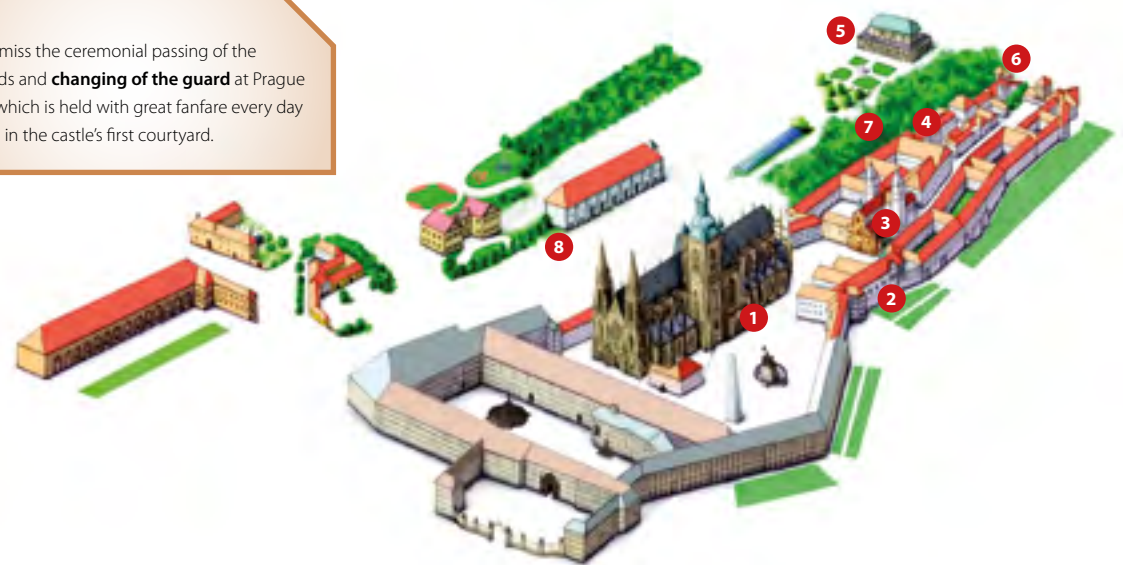 miss the ceremonial passing of the
ds and changing of the guard at Prague
which is held with great fanfare every day
in the castle's first courtyard.
5
6
7
4
3
8
2
1